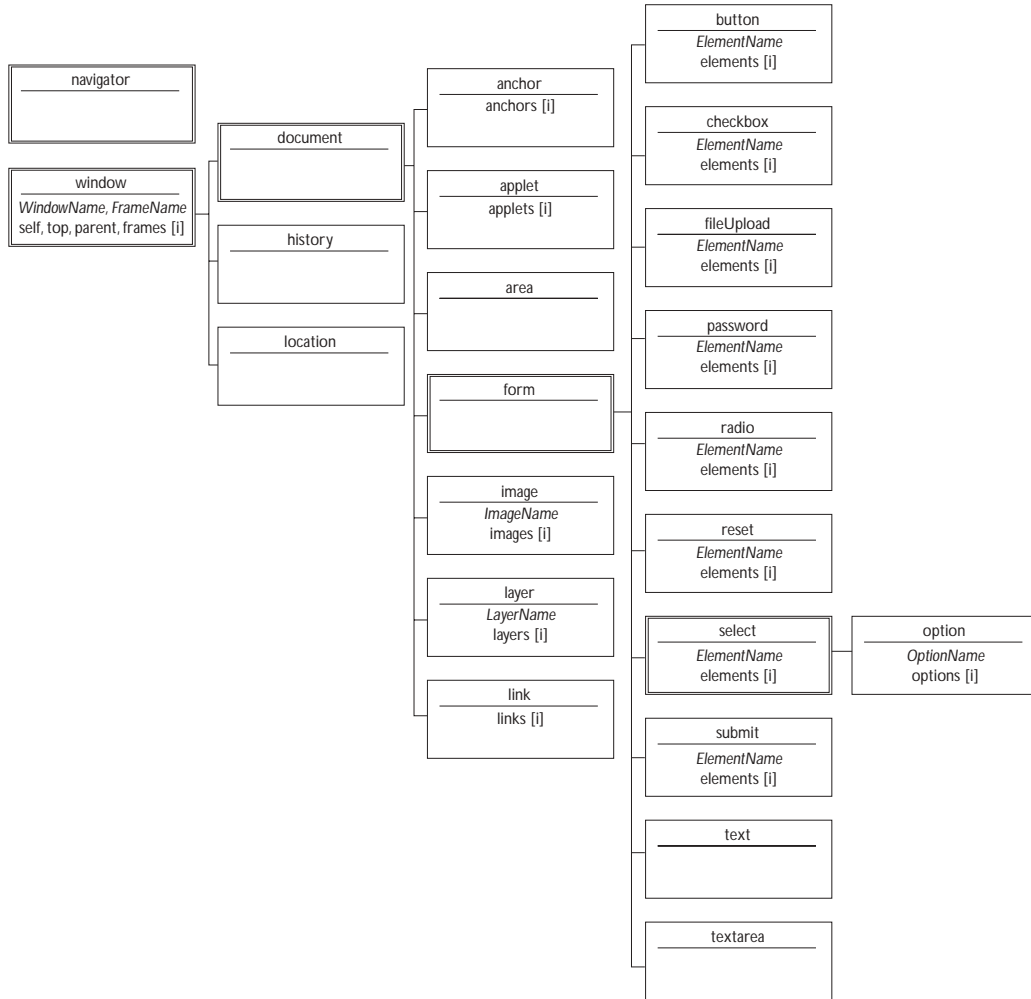 navigator
window
WindowName, FrameName
self, top, parent, frames [i]
document
history
location
anchor
anchors [i]
applet
applets [i]
area
form
image
ImageName
images [i]
layer
LayerName
layers [i]
link
links [i]
button
ElementName
elements [i]
checkbox
ElementName
elements [i]
fileUpload
ElementName
elements [i]
password
ElementName
elements [i]
radio
ElementName
elements [i]
reset
ElementName
elements [i]
select
ElementName
elements [i]
submit
ElementName
elements [i]
text
textarea
option
OptionName
options [i]